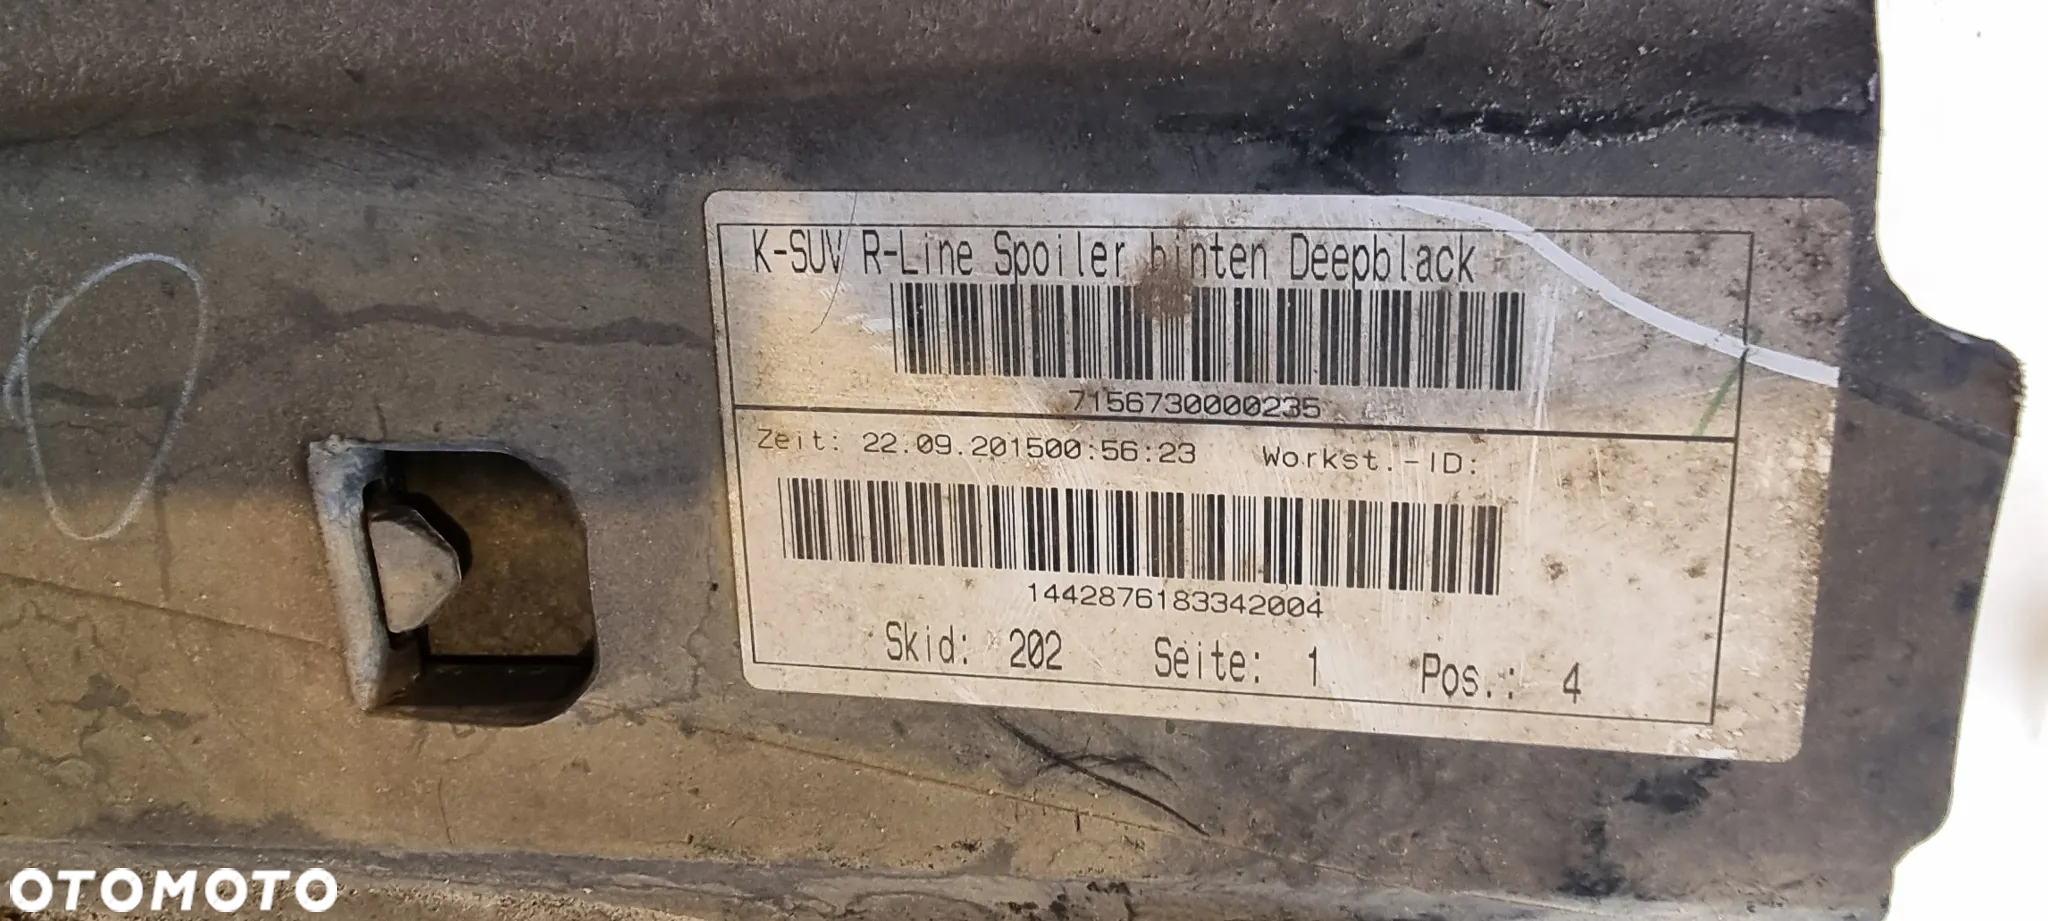 K-SUV R-Line Spoiler hinten Deepblack
7156730000235
Zeit: 22.09.201500:56:23 Workst.-ID:
1442876183342004
Skid: 202 Seite: 1 Pos.: 4
OTOMOTO